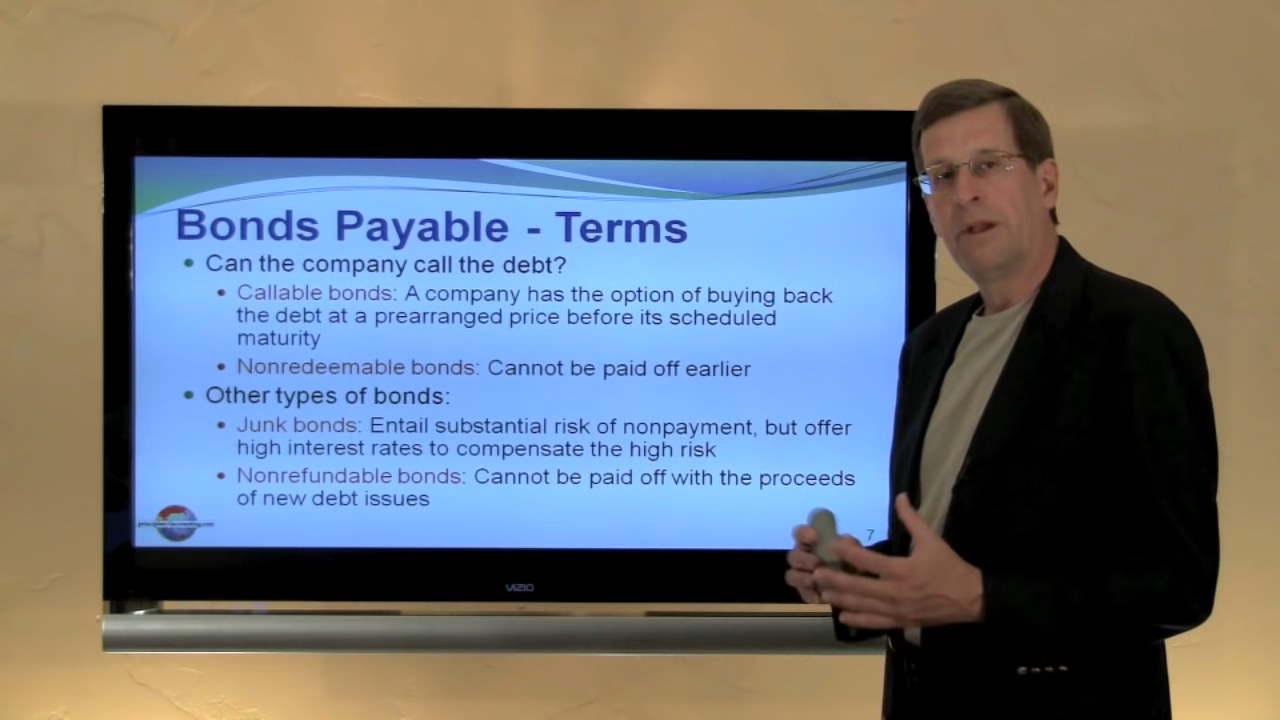 Bonds Payable - Terms
• Can the company call the debt?
• Callable bonds: A company has the option of buying back
the debt at a prearranged price before its scheduled
maturity
• Nonredeemable bonds: Cannot be paid off earlier
• Other types of bonds:
• Junk bonds: Entail substantial risk of nonpayment, but offer
high interest rates to compensate the high risk
• Nonrefundable bonds: Cannot be paid off with the proceeds
of new debt issues
principlesofaccounting.com
7
VIZIO